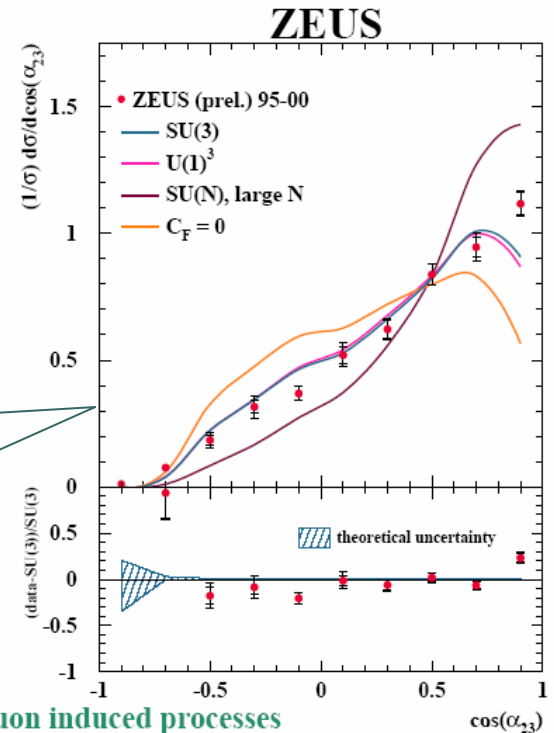 ZEUS
(1/σ) dσ/dcos(α₂₃)
1.5
1
0.5
0
ZEUS (prel.) 95-00
SU(3)
U(1)³
SU(N), large N
C_F = 0
(data-SU(3))/SU(3)
0.5
0
-0.5
-1
theoretical uncertainty
-1 -0.5 0 0.5 1
uon induced processes
cos(α₂₃)